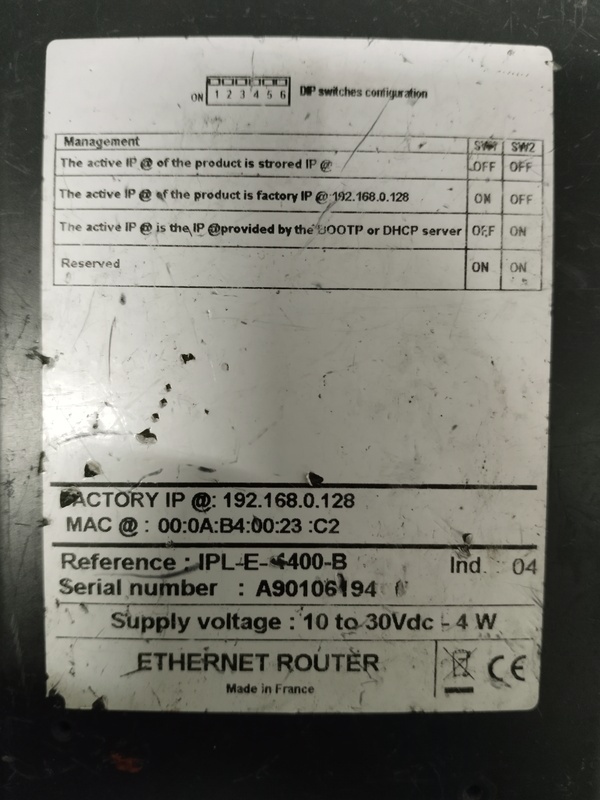 ON 1 2 3 4 5 6 DIP switches configuration
Management SW1 SW2
The active IP @ of the product is strored IP @ OFF OFF
The active IP @ of the product is factory IP @ 192.168.0.128 ON OFF
The active IP @ is the IP @provided by the BOOTP or DHCP server OFF ON
Reserved ON ON
FACTORY IP @: 192.168.0.128
MAC @ : 00:0A:B4:00:23 :C2
Reference : IPL-E-1400-B Ind. : 04
Serial number : A90106194
Supply voltage : 10 to 30Vdc - 4 W
ETHERNET ROUTER CE
Made in France